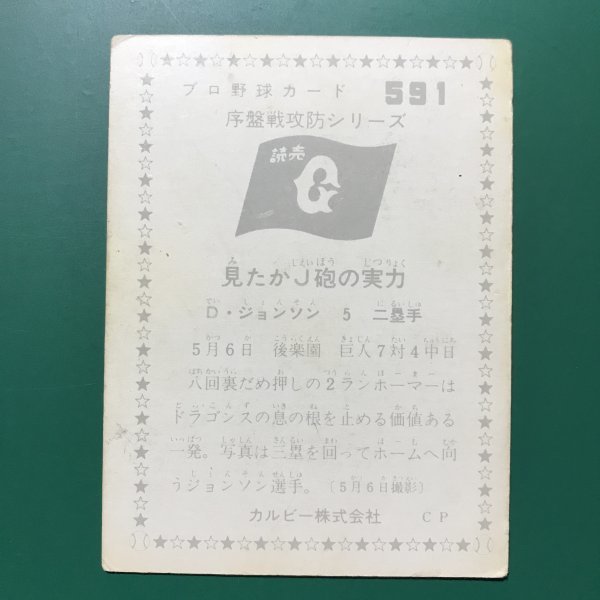 プロ野球カード 591
序盤戦攻防シリーズ
読売
G
見たかJ砲の実力
D・ジョンソン 5 二塁手
5月6日 後楽園 巨人7対4中日
八回裏だめ押しの2ランホーマーは
ドラゴンスの息の根を止める価値ある
一発。写真は三塁を回ってホームへ向
うジョンソン選手。〔5月6日撮影〕
カルビー株式会社 CP